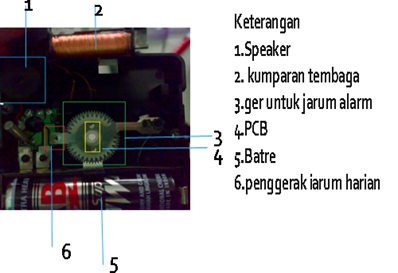 1
2
Keterangan
1.Speaker
2. kumparan tembaga
3.ger untuk jarum alarm
4.PCB
5.Batre
6.penggerak jarum harian
3
4
6
5